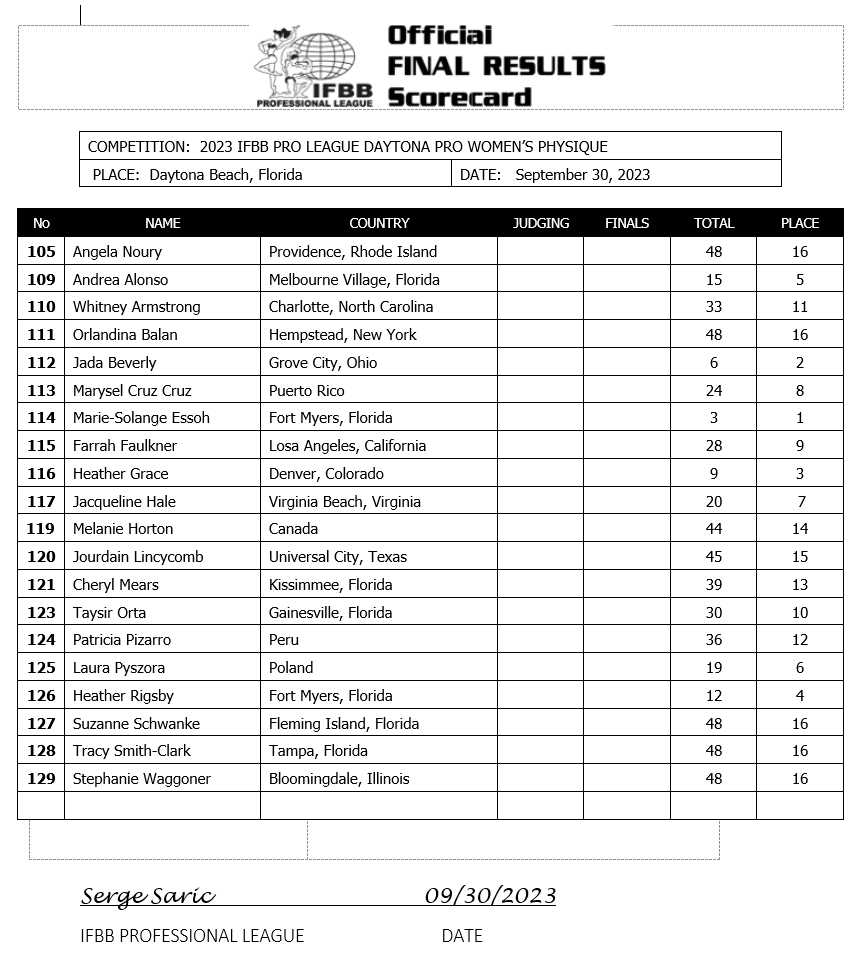 Official
FINAL RESULTS
Scorecard
IFBB
PROFESSIONAL LEAGUE
COMPETITION: 2023 IFBB PRO LEAGUE DAYTONA PRO WOMEN'S PHYSIQUE
PLACE: Daytona Beach, Florida DATE: September 30, 2023
No NAME COUNTRY JUDGING FINALS TOTAL PLACE
105 Angela Noury Providence, Rhode Island 48 16
109 Andrea Alonso Melbourne Village, Florida 15 5
110 Whitney Armstrong Charlotte, North Carolina 33 11
111 Orlandina Balan Hempstead, New York 48 16
112 Jada Beverly Grove City, Ohio 6 2
113 Marysel Cruz Cruz Puerto Rico 24 8
114 Marie-Solange Essoh Fort Myers, Florida 3 1
115 Farrah Faulkner Losa Angeles, California 28 9
116 Heather Grace Denver, Colorado 9 3
117 Jacqueline Hale Virginia Beach, Virginia 20 7
119 Melanie Horton Canada 44 14
120 Jourdain Lincycomb Universal City, Texas 45 15
121 Cheryl Mears Kissimmee, Florida 39 13
123 Taysir Orta Gainesville, Florida 30 10
124 Patricia Pizarro Peru 36 12
125 Laura Pyszora Poland 19 6
126 Heather Rigsby Fort Myers, Florida 12 4
127 Suzanne Schwanke Fleming Island, Florida 48 16
128 Tracy Smith-Clark Tampa, Florida 48 16
129 Stephanie Waggoner Bloomingdale, Illinois 48 16
Serge Saric 09/30/2023
IFBB PROFESSIONAL LEAGUE DATE